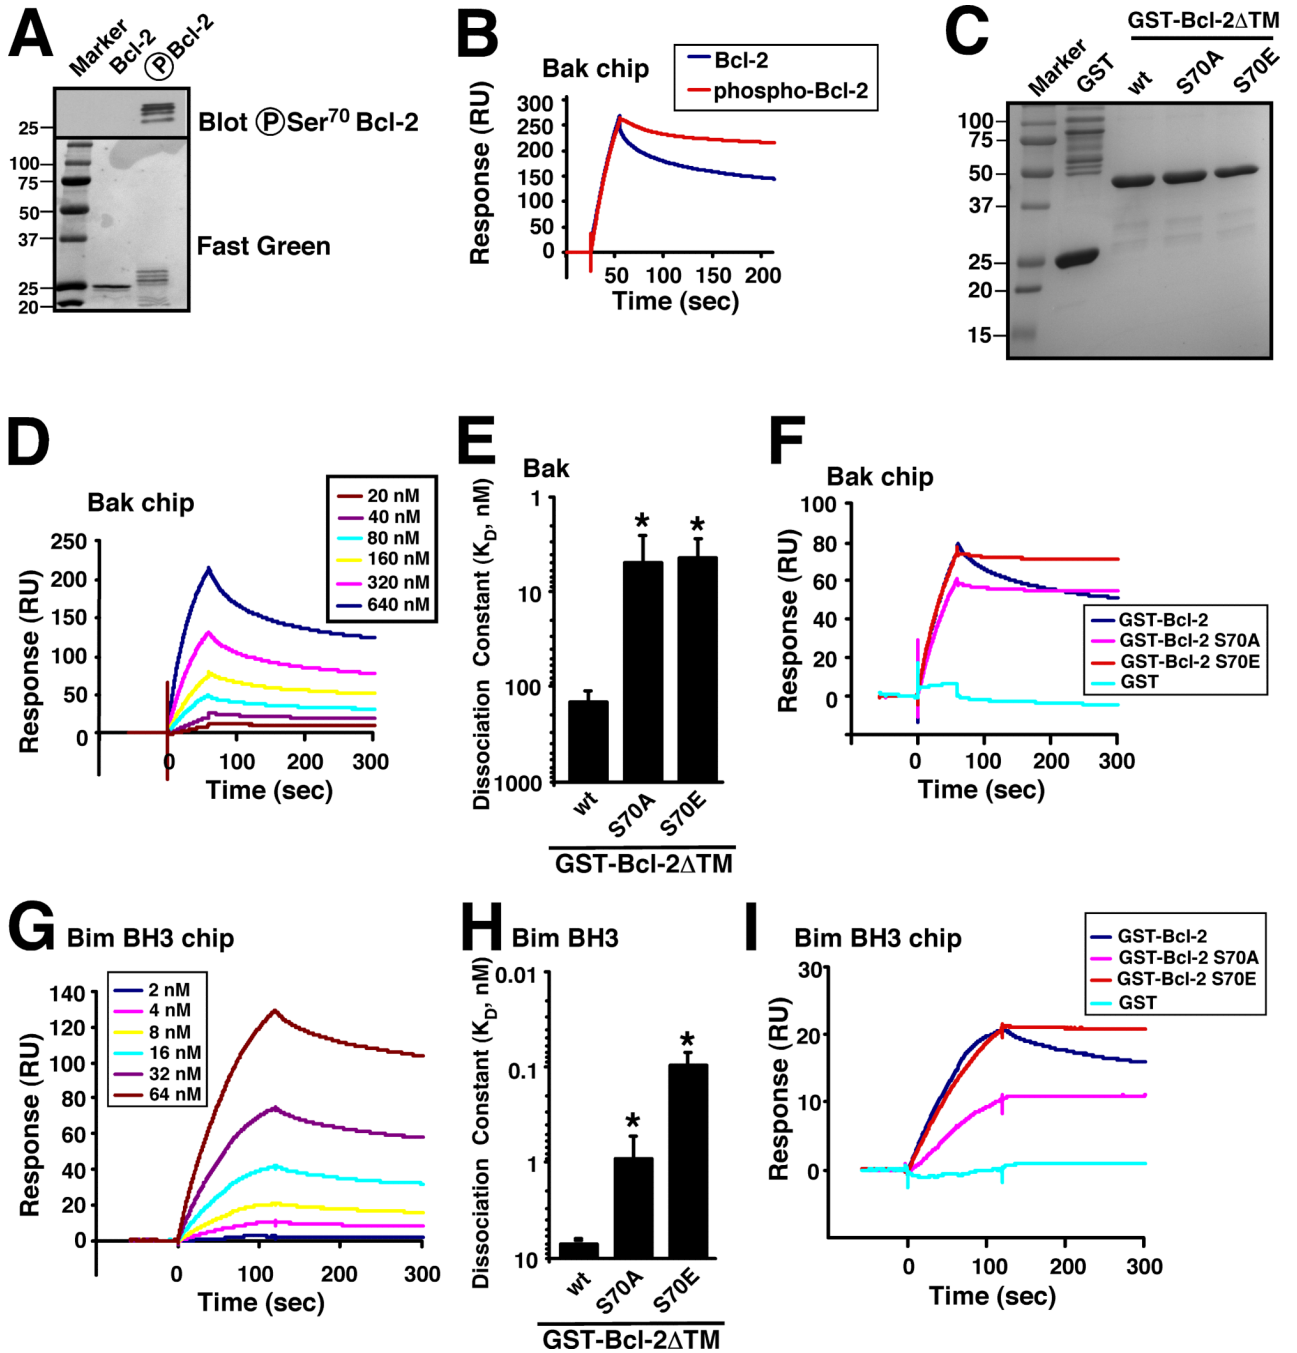 A
Marker
Bcl-2
P Bcl-2
25
Blot P Ser70 Bcl-2
100
75
50
37
25
20
Fast Green
B
Bak chip
Bcl-2
phospho-Bcl-2
Response (RU)
300
250
200
150
100
50
0
50 100 150 200
Time (sec)
C
GST-Bcl-2ΔTM
Marker
GST
wt
S70A
S70E
100
75
50
37
25
20
15
D
Bak chip
20 nM
40 nM
80 nM
160 nM
320 nM
640 nM
Response (RU)
250
200
150
100
50
0
0 100 200 300
Time (sec)
E
Bak
Dissociation Constant (KD, nM)
1
10
100
1000
* *
wt
S70A
S70E
GST-Bcl-2ΔTM
F
Bak chip
Response (RU)
100
80
60
40
20
0
GST-Bcl-2
GST-Bcl-2 S70A
GST-Bcl-2 S70E
GST
0 100 200 300
Time (sec)
G
Bim BH3 chip
2 nM
4 nM
8 nM
16 nM
32 nM
64 nM
Response (RU)
140
120
100
80
60
40
20
0
0 100 200 300
Time (sec)
H
Bim BH3
Dissociation Constant (KD, nM)
0.01
0.1
1
10
* *
wt
S70A
S70E
GST-Bcl-2ΔTM
I
Bim BH3 chip
GST-Bcl-2
GST-Bcl-2 S70A
GST-Bcl-2 S70E
GST
Response (RU)
30
20
10
0
0 100 200 300
Time (sec)